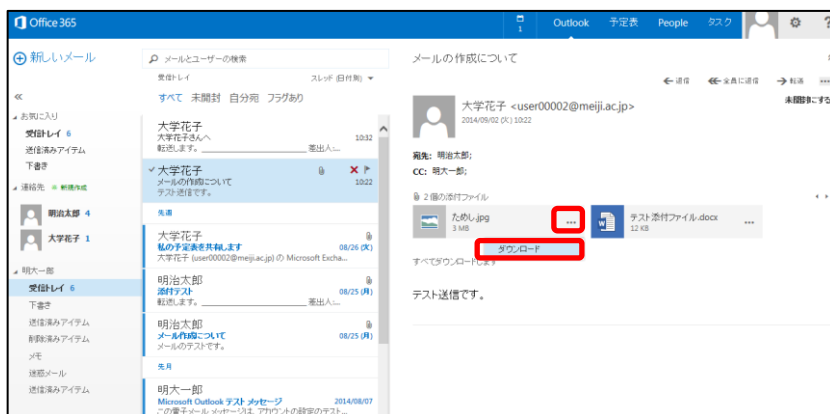 Office 365
1
Outlook
予定表
People
タスク
?
新しいメール
メールとユーザーの検索
受信トレイ
スレッド (日付別)
すべて 未開封 自分宛 フラグあり
お気に入り
受信トレイ 6
送信済みアイテム
下書き
連絡先 新規作成
明治太郎 4
大学花子 1
明大一郎
受信トレイ 6
下書き
送信済みアイテム
削除済みアイテム
メモ
迷惑メール
送信済みアイテム
大学花子
大学花子さんへ
10:32
転送します。 差出人:...
大学花子
メールの作成について
10:22
テスト送信です。
先週
大学花子
私の予定表を共有します
08/26 (火)
大学花子 (user00002@meiji.ac.jp) の Microsoft Excha...
明治太郎
添付テスト
08/25 (月)
転送します。 差出人:...
明治太郎
メール作成について
08/25 (月)
メールのテストです。
先月
明大一郎
Microsoft Outlook テスト メッセージ
2014/08/07
この電子メール メッセージは、アカウントの設定のテスト...
メールの作成について
返信
全員に返信
転送
...
未開封にする
大学花子 <user00002@meiji.ac.jp>
2014/09/02 (火) 10:22
宛先: 明治太郎;
CC: 明大一郎;
2 個の添付ファイル
ためし.jpg
3 MB
...
テスト添付ファイル.docx
12 KB
...
ダウンロード
すべてダウンロードします
テスト送信です。